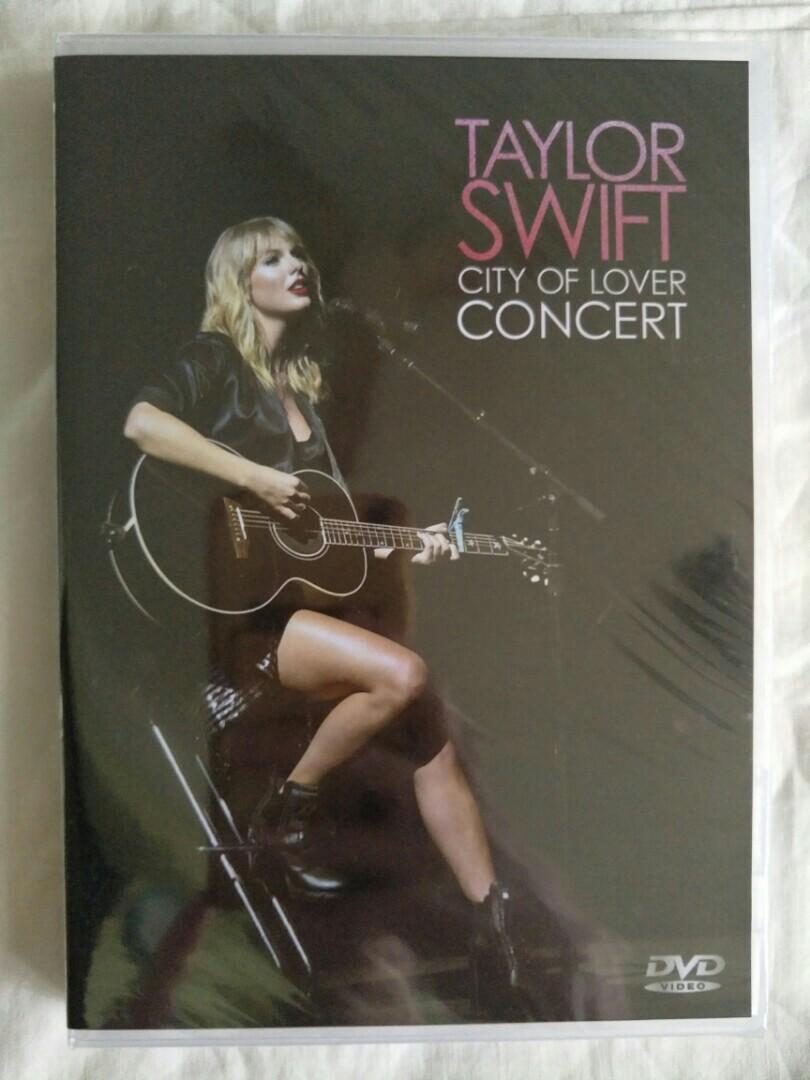 TAYLOR
SWIFT
CITY OF LOVER
CONCERT
DVD
VIDEO